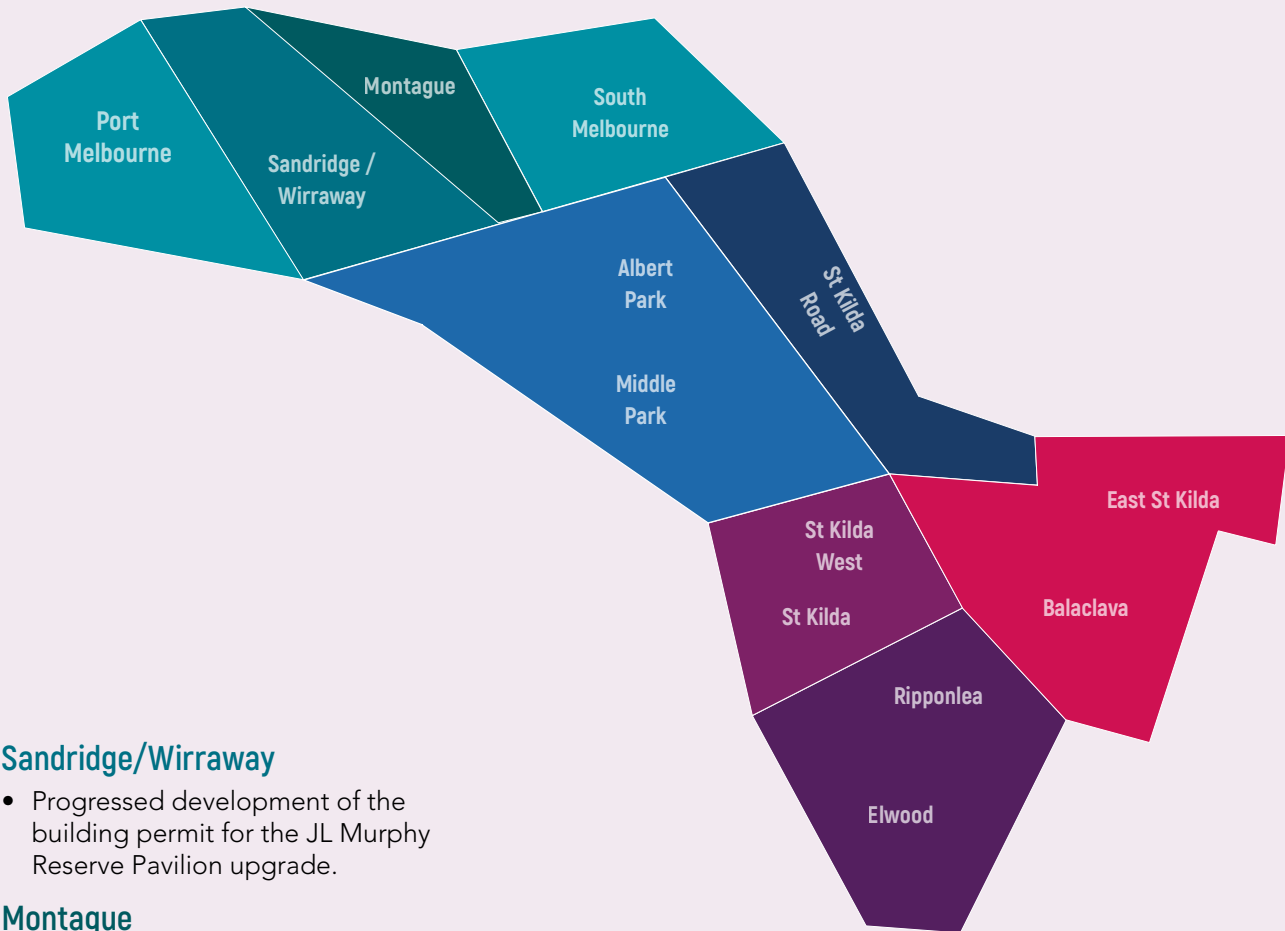 Port
Melbourne
Sandridge /
Wirraway
Montague
South
Melbourne
Albert
Park
Middle
Park
St Kilda
Road
St Kilda
West
St Kilda
East St Kilda
Balaclava
Ripponlea
Elwood
Sandridge/Wirraway
• Progressed development of the
building permit for the JL Murphy
Reserve Pavilion upgrade.
Montague